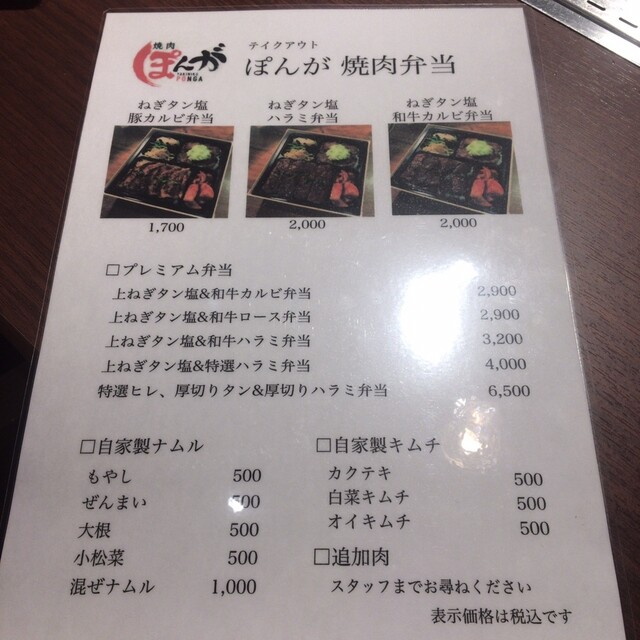 焼肉
ぽんが
YAKINIKU
PONGA
テイクアウト
ぽんが 焼肉弁当
ねぎタン塩
豚カルビ弁当
ねぎタン塩
ハラミ弁当
ねぎタン塩
和牛カルビ弁当
1,700
2,000
2,000
□プレミアム弁当
上ねぎタン塩&和牛カルビ弁当 2,900
上ねぎタン塩&和牛ロース弁当 2,900
上ねぎタン塩&和牛ハラミ弁当 3,200
上ねぎタン塩&特選ハラミ弁当 4,000
特選ヒレ、厚切りタン&厚切りハラミ弁当 6,500
□自家製ナムル
もやし 500
ぜんまい 500
大根 500
小松菜 500
混ぜナムル 1,000
□自家製キムチ
カクテキ 500
白菜キムチ 500
オイキムチ 500
□追加肉
スタッフまでお尋ねください
表示価格は税込です